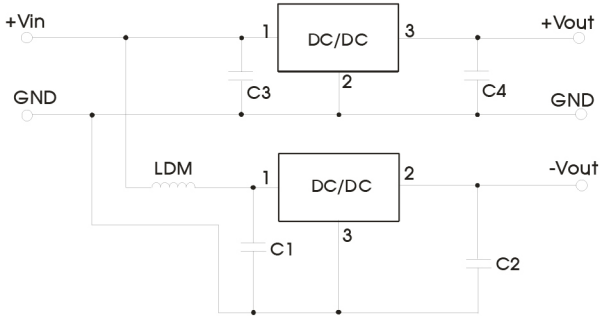 +Vin
1
DC/DC
3
+Vout
2
C3
C4
GND
GND
LDM
1
DC/DC
2
-Vout
3
C1
C2